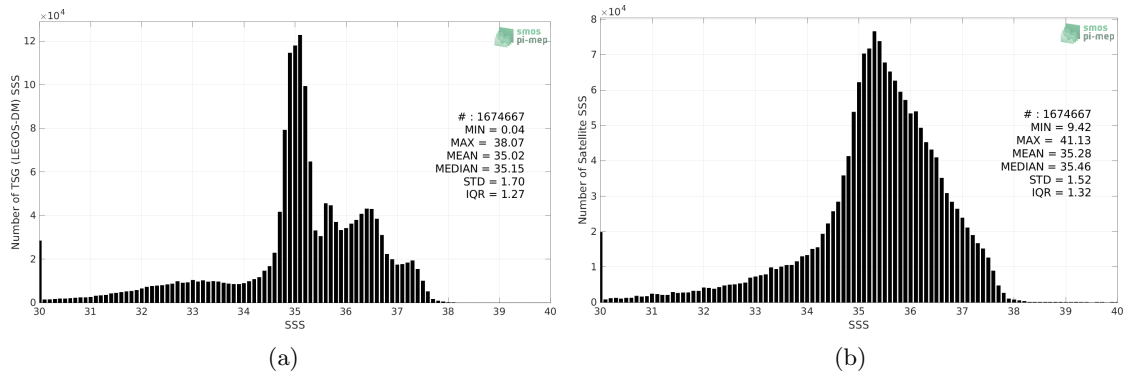 ×10⁴
12
10
8
6
4
2
0
30 31 32 33 34 35 36 37 38 39 40
SSS
Number of TSG (LEGOS-DM) SSS
smos
pi-mep
# : 1674667
MIN = 0.04
MAX = 38.07
MEAN = 35.02
MEDIAN = 35.15
STD = 1.70
IQR = 1.27
(a)
8 ×10⁴
7
6
5
4
3
2
1
0
30 31 32 33 34 35 36 37 38 39 40
SSS
Number of Satellite SSS
smos
pi-mep
# : 1674667
MIN = 9.42
MAX = 41.13
MEAN = 35.28
MEDIAN = 35.46
STD = 1.52
IQR = 1.32
(b)